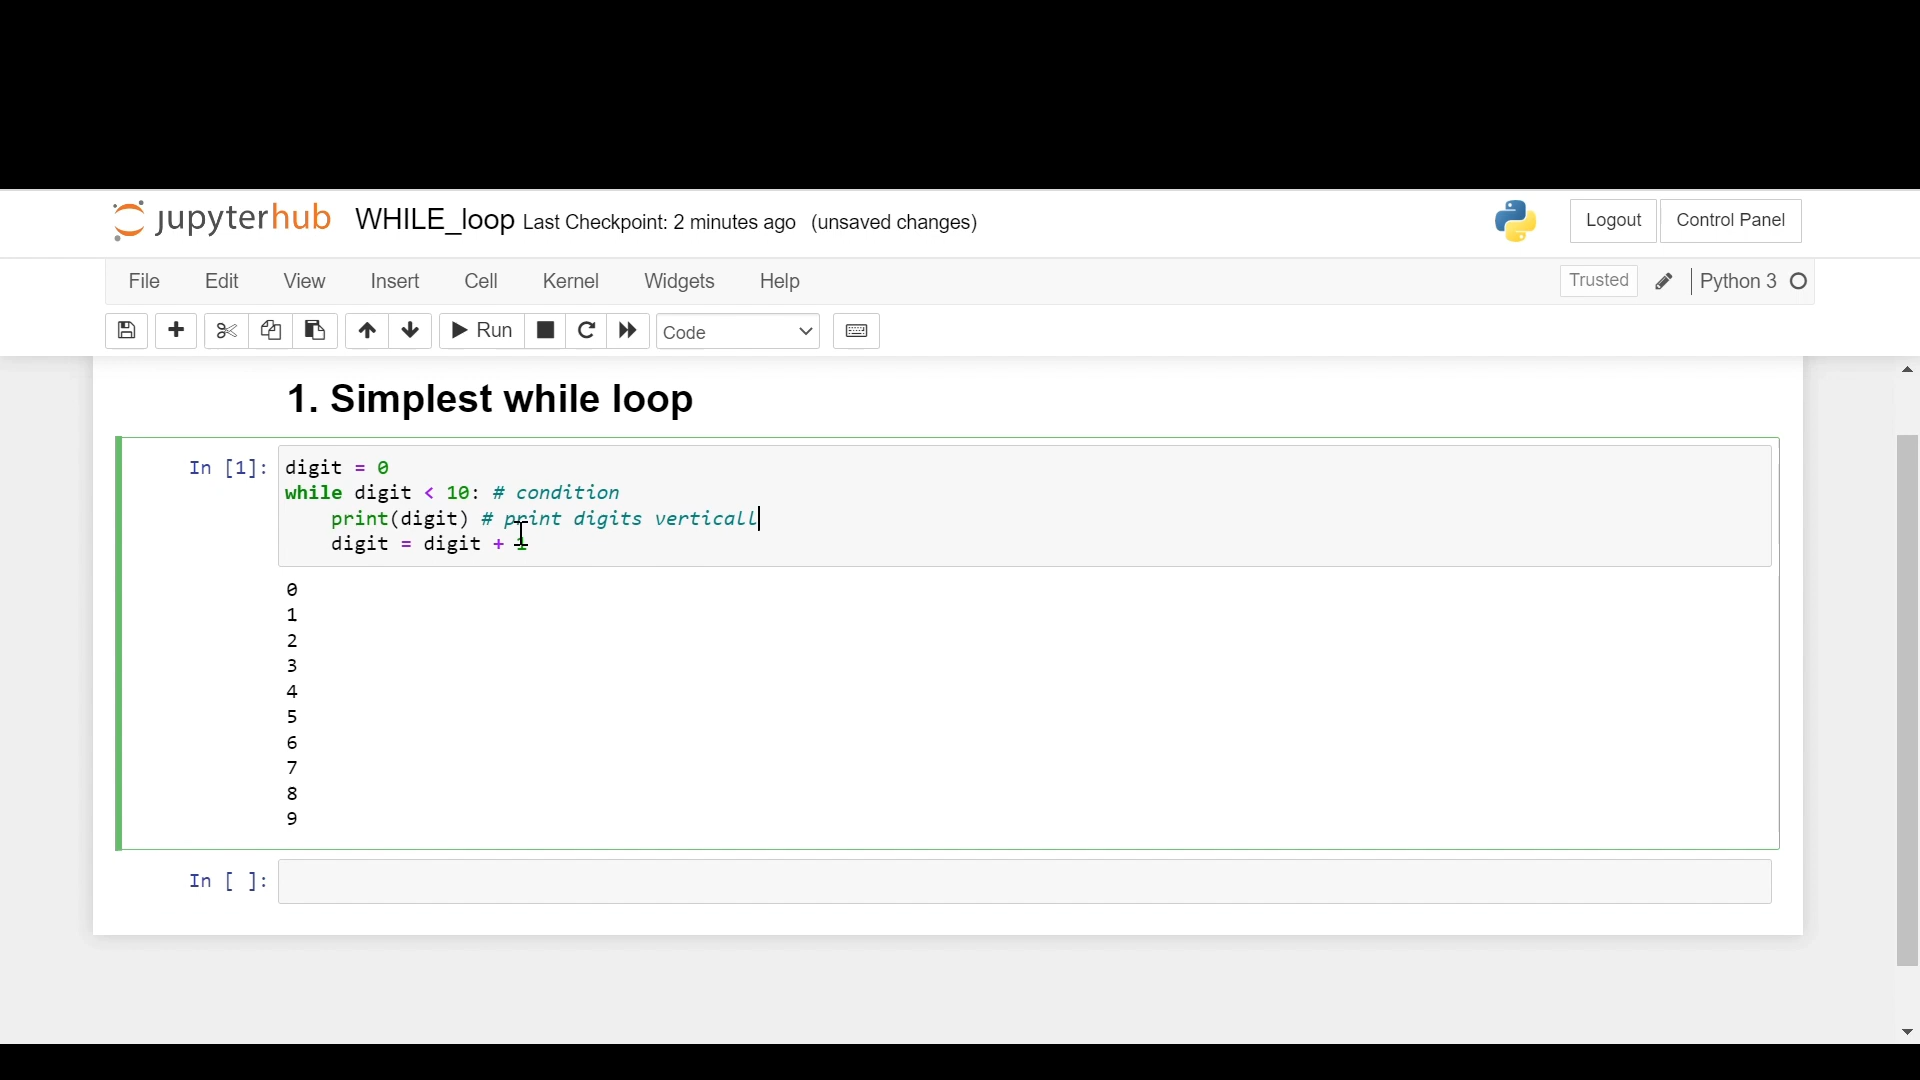 jupyterhub WHILE_loop Last Checkpoint: 2 minutes ago (unsaved changes) Logout Control Panel
File Edit View Insert Cell Kernel Widgets Help Trusted Python 3
Run Code
1. Simplest while loop
In [1]: digit = 0
while digit < 10: # condition
print(digit) # print digits verticall
digit = digit + 1
0
1
2
3
4
5
6
7
8
9
In [ ]: